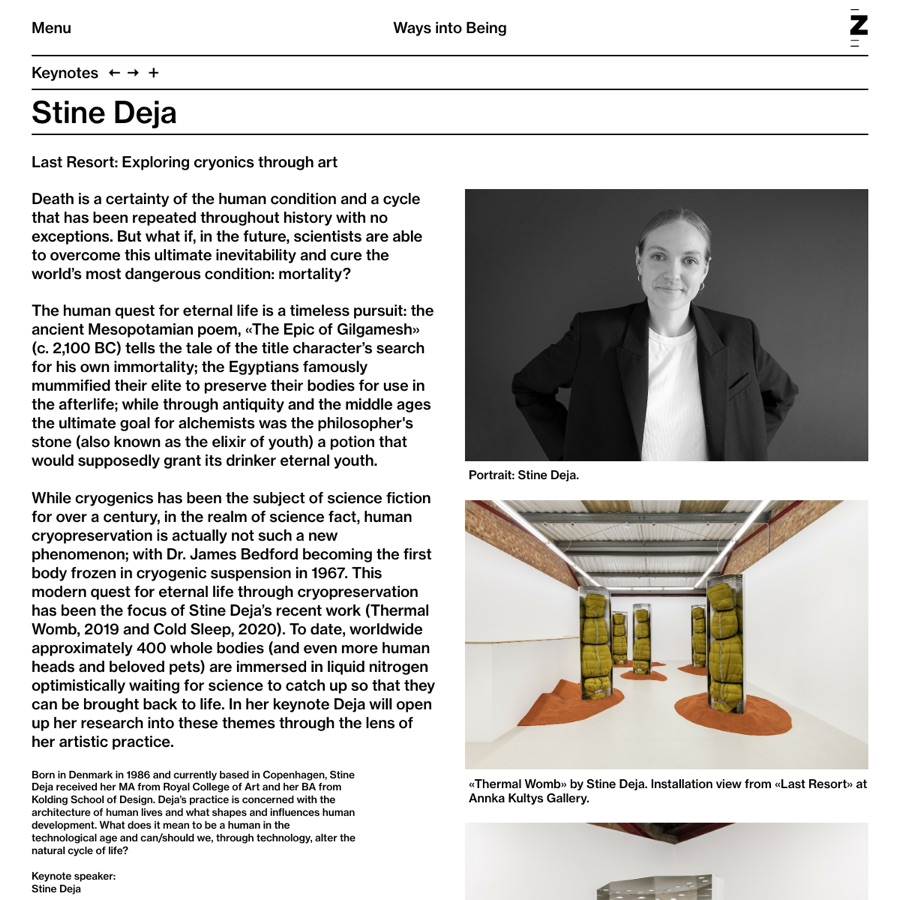 Menu
Ways into Being
Z
Keynotes ← → +
Stine Deja
Last Resort: Exploring cryonics through art
Death is a certainty of the human condition and a cycle
that has been repeated throughout history with no
exceptions. But what if, in the future, scientists are able
to overcome this ultimate inevitability and cure the
world’s most dangerous condition: mortality?
The human quest for eternal life is a timeless pursuit: the
ancient Mesopotamian poem, «The Epic of Gilgamesh»
(c. 2,100 BC) tells the tale of the title character’s search
for his own immortality; the Egyptians famously
mummified their elite to preserve their bodies for use in
the afterlife; while through antiquity and the middle ages
the ultimate goal for alchemists was the philosopher's
stone (also known as the elixir of youth) a potion that
would supposedly grant its drinker eternal youth.
While cryogenics has been the subject of science fiction
for over a century, in the realm of science fact, human
cryopreservation is actually not such a new
phenomenon; with Dr. James Bedford becoming the first
body frozen in cryogenic suspension in 1967. This
modern quest for eternal life through cryopreservation
has been the focus of Stine Deja’s recent work (Thermal
Womb, 2019 and Cold Sleep, 2020). To date, worldwide
approximately 400 whole bodies (and even more human
heads and beloved pets) are immersed in liquid nitrogen
optimistically waiting for science to catch up so that they
can be brought back to life. In her keynote Deja will open
up her research into these themes through the lens of
her artistic practice.
Born in Denmark in 1986 and currently based in Copenhagen, Stine
Deja received her MA from Royal College of Art and her BA from
Kolding School of Design. Deja’s practice is concerned with the
architecture of human lives and what shapes and influences human
development. What does it mean to be a human in the
technological age and can/should we, through technology, alter the
natural cycle of life?
Keynote speaker:
Stine Deja
Portrait: Stine Deja.
«Thermal Womb» by Stine Deja. Installation view from «Last Resort» at
Annka Kultys Gallery.